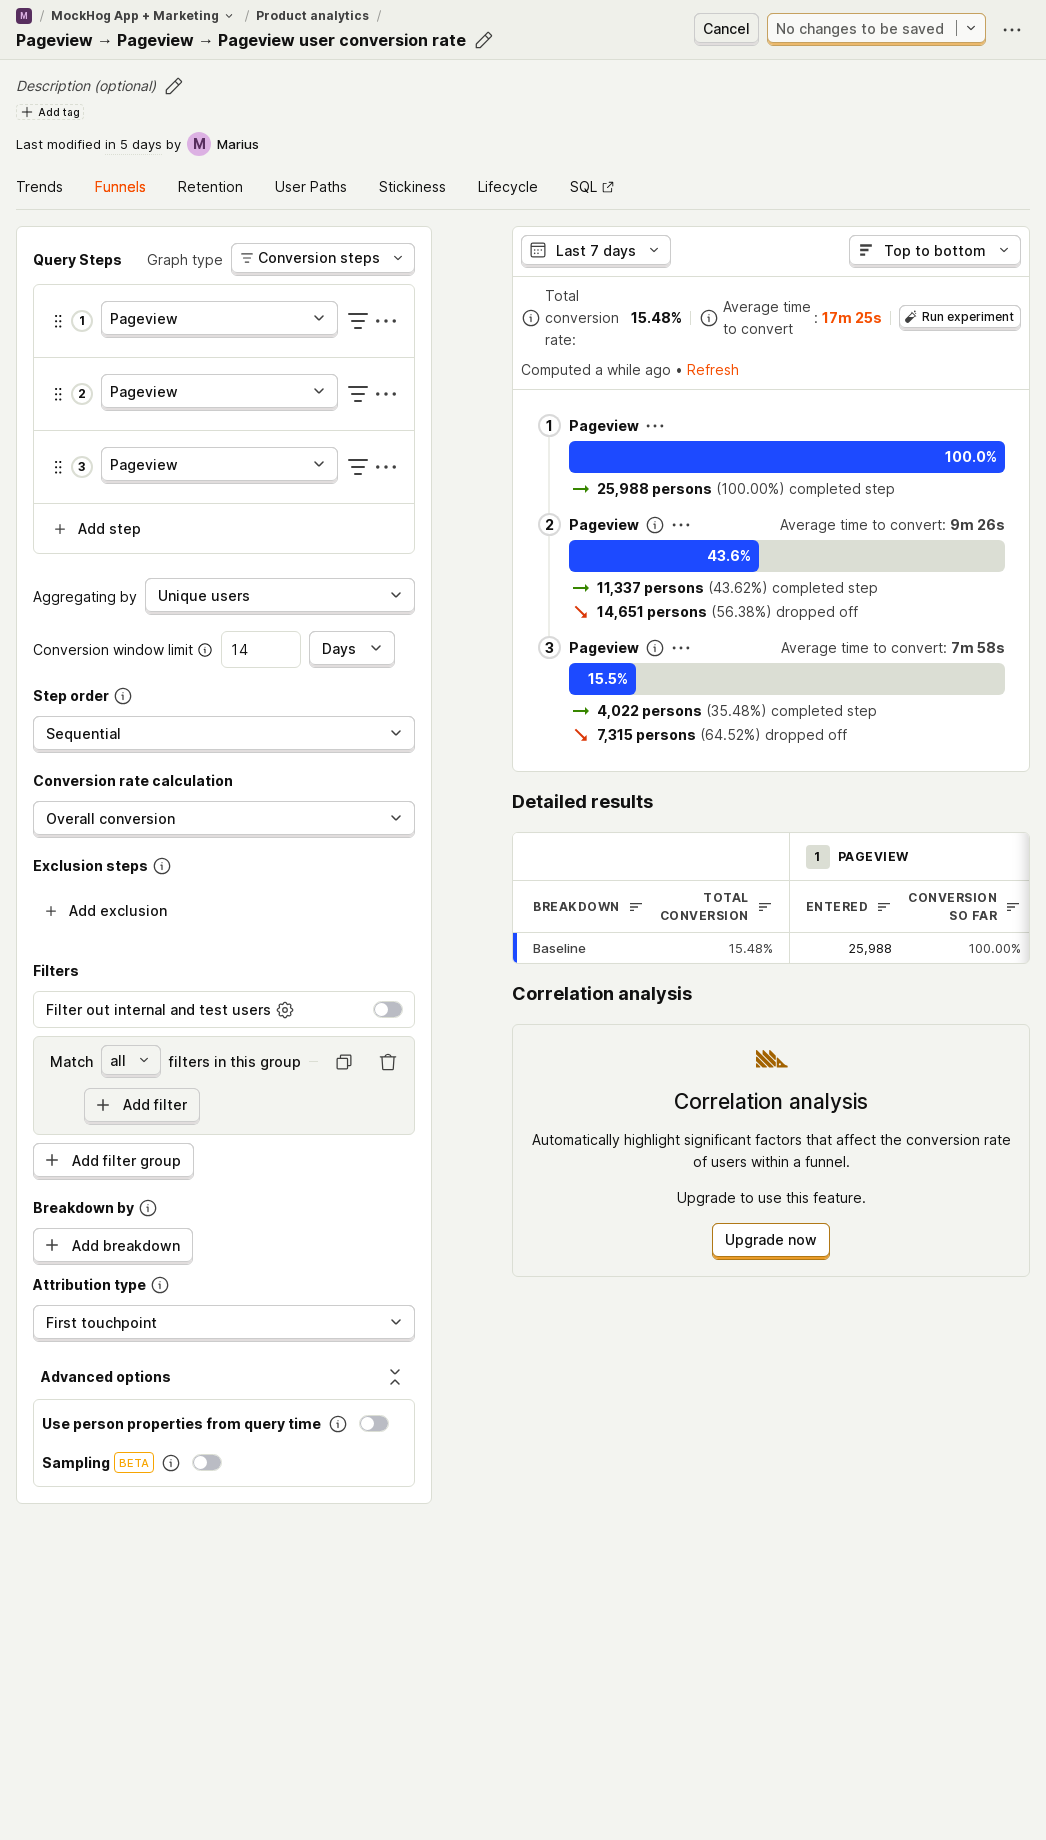 M / MockHog App + Marketing / Product analytics /
Pageview → Pageview → Pageview user conversion rate
Cancel
No changes to be saved
Description (optional)
Add tag
Last modified in 5 days by M Marius
Trends Funnels Retention User Paths Stickiness Lifecycle SQL
Query Steps Graph type Conversion steps
1 Pageview
2 Pageview
3 Pageview
Add step
Aggregating by Unique users
Conversion window limit 14 Days
Step order
Sequential
Conversion rate calculation
Overall conversion
Exclusion steps
Add exclusion
Filters
Filter out internal and test users
Match all filters in this group
Add filter
Add filter group
Breakdown by
Add breakdown
Attribution type
First touchpoint
Advanced options
Use person properties from query time
Sampling BETA
Last 7 days Top to bottom
Total
conversion
rate:
15.48%
Average time
to convert
: 17m 25s
Run experiment
Computed a while ago • Refresh
1 Pageview
100.0%
25,988 persons (100.00%) completed step
2 Pageview Average time to convert: 9m 26s
43.6%
11,337 persons (43.62%) completed step
14,651 persons (56.38%) dropped off
3 Pageview Average time to convert: 7m 58s
15.5%
4,022 persons (35.48%) completed step
7,315 persons (64.52%) dropped off
Detailed results
1 PAGEVIEW
BREAKDOWN
TOTAL
CONVERSION
ENTERED
CONVERSION
SO FAR
Baseline 15.48% 25,988 100.00%
Correlation analysis
Correlation analysis
Automatically highlight significant factors that affect the conversion rate
of users within a funnel.
Upgrade to use this feature.
Upgrade now